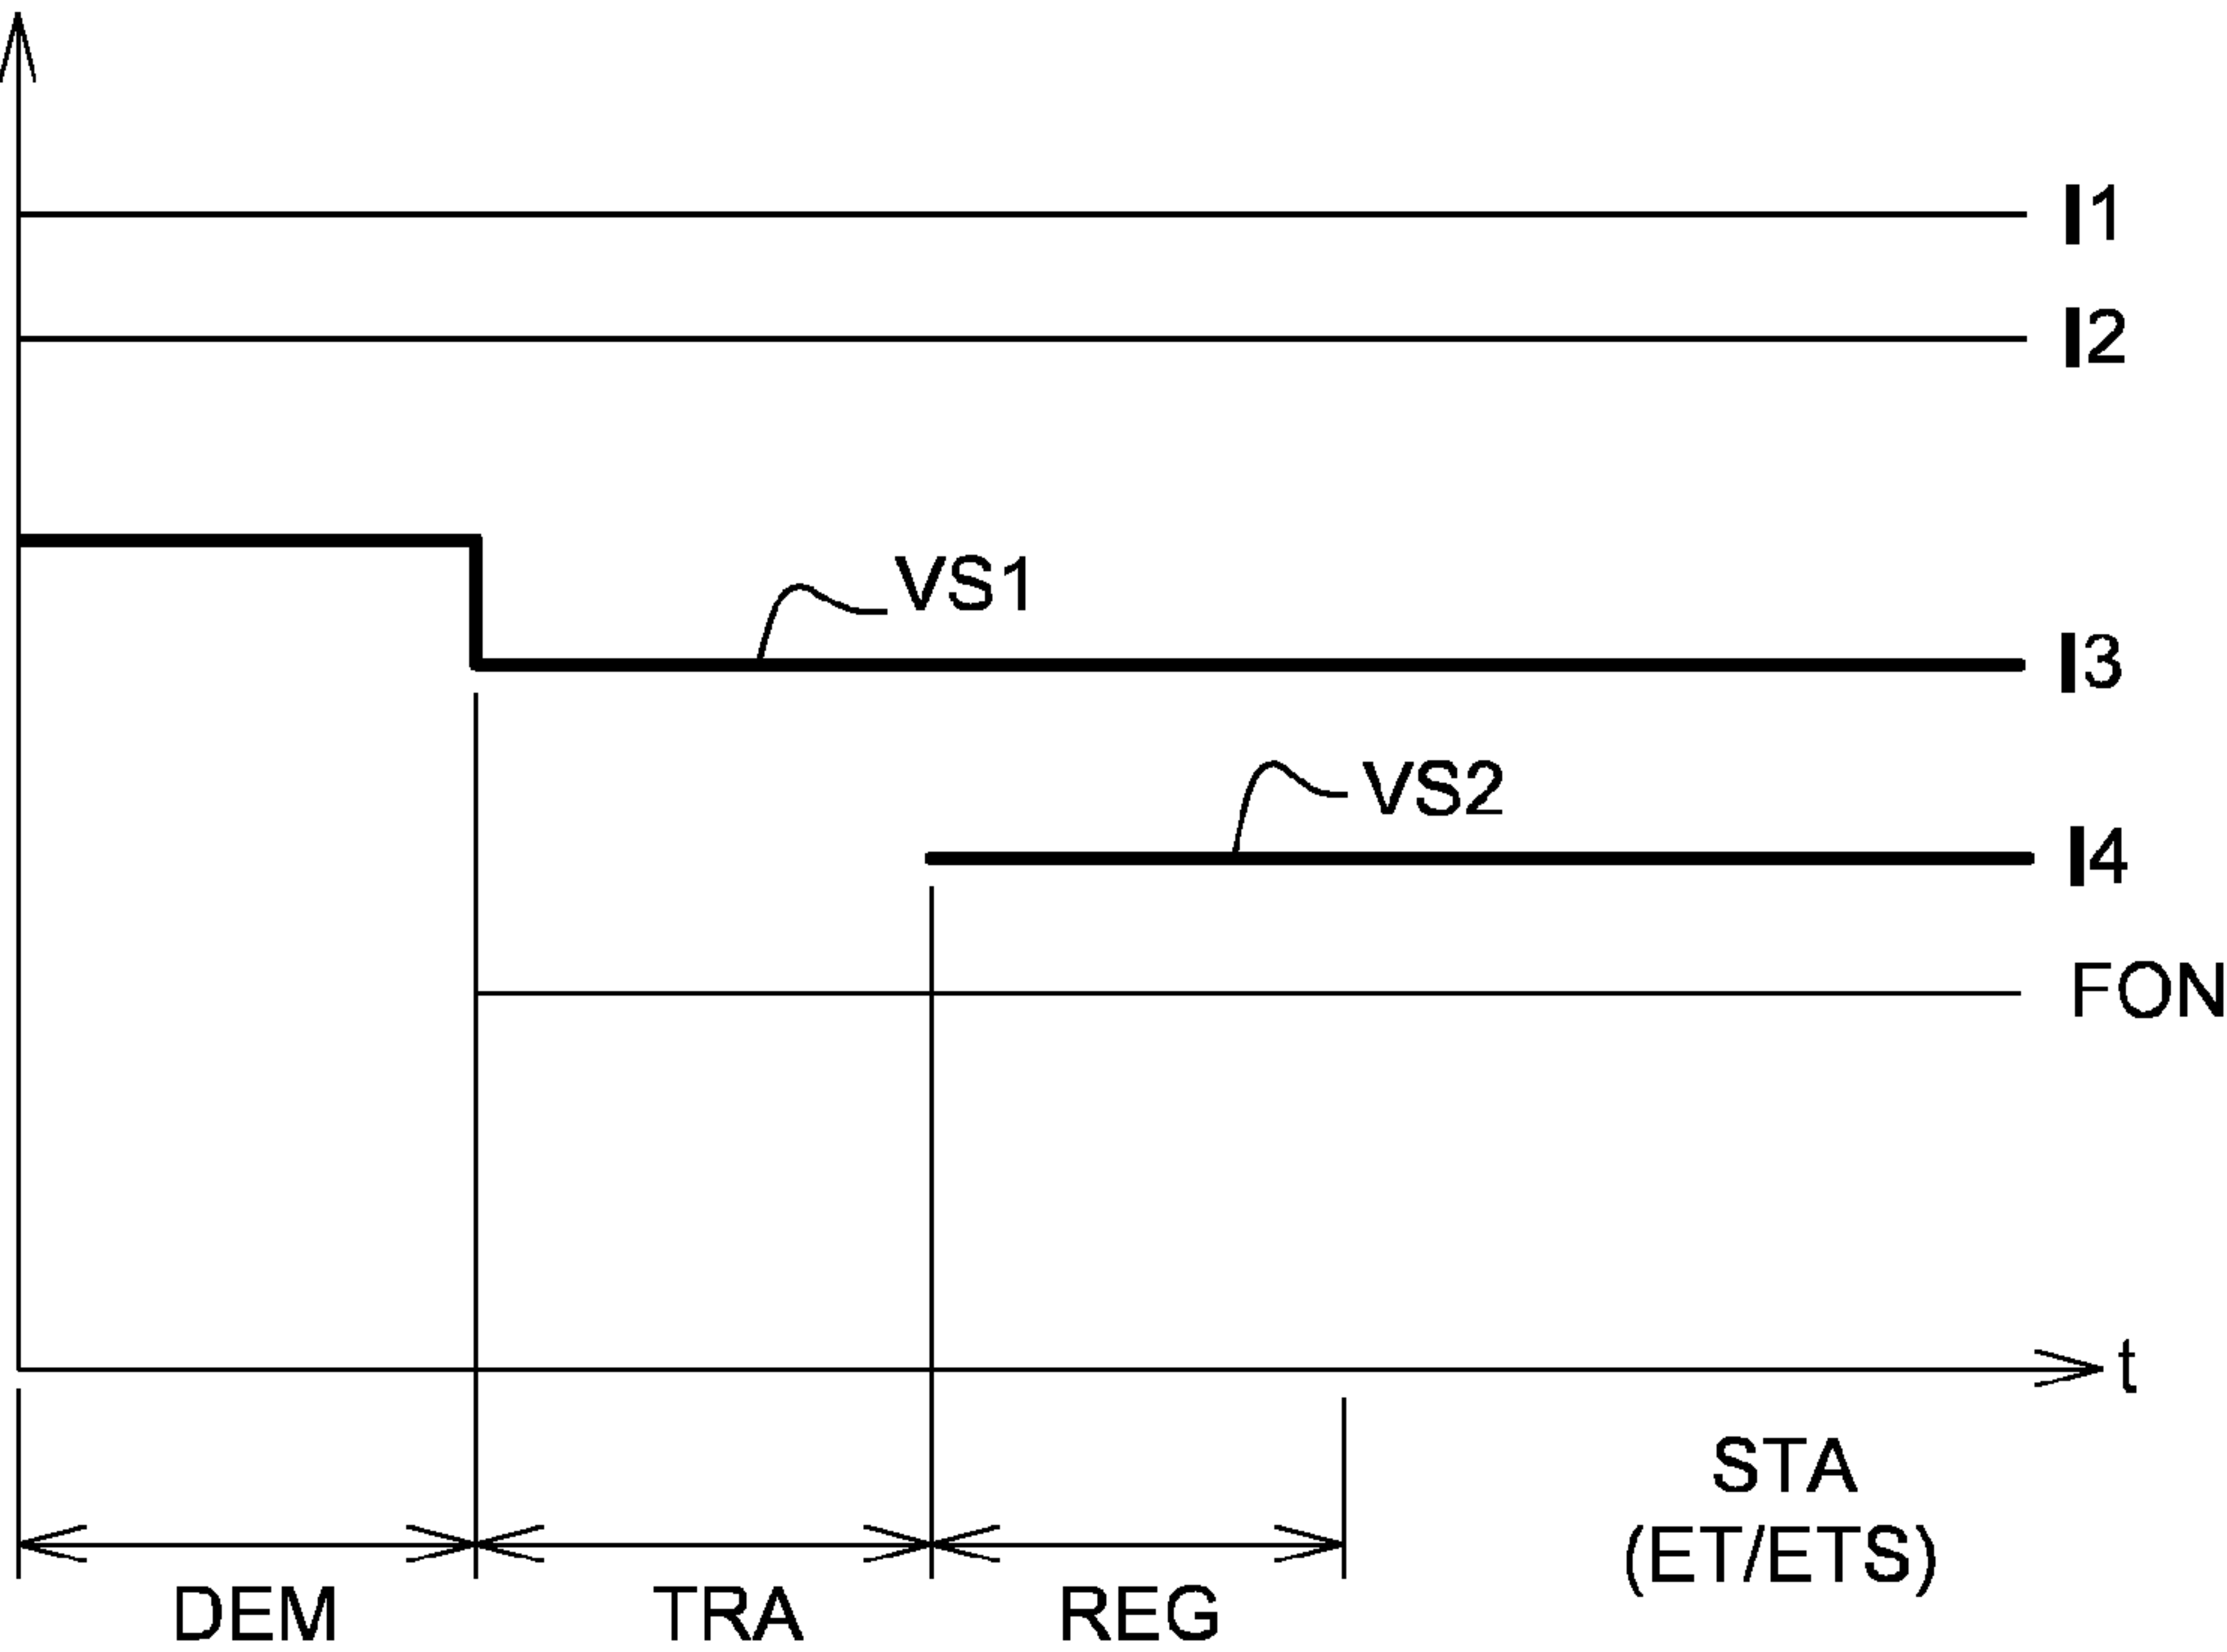 I1
I2
VS1
I3
VS2
I4
FON
t
STA
(ET/ETS)
DEM TRA REG